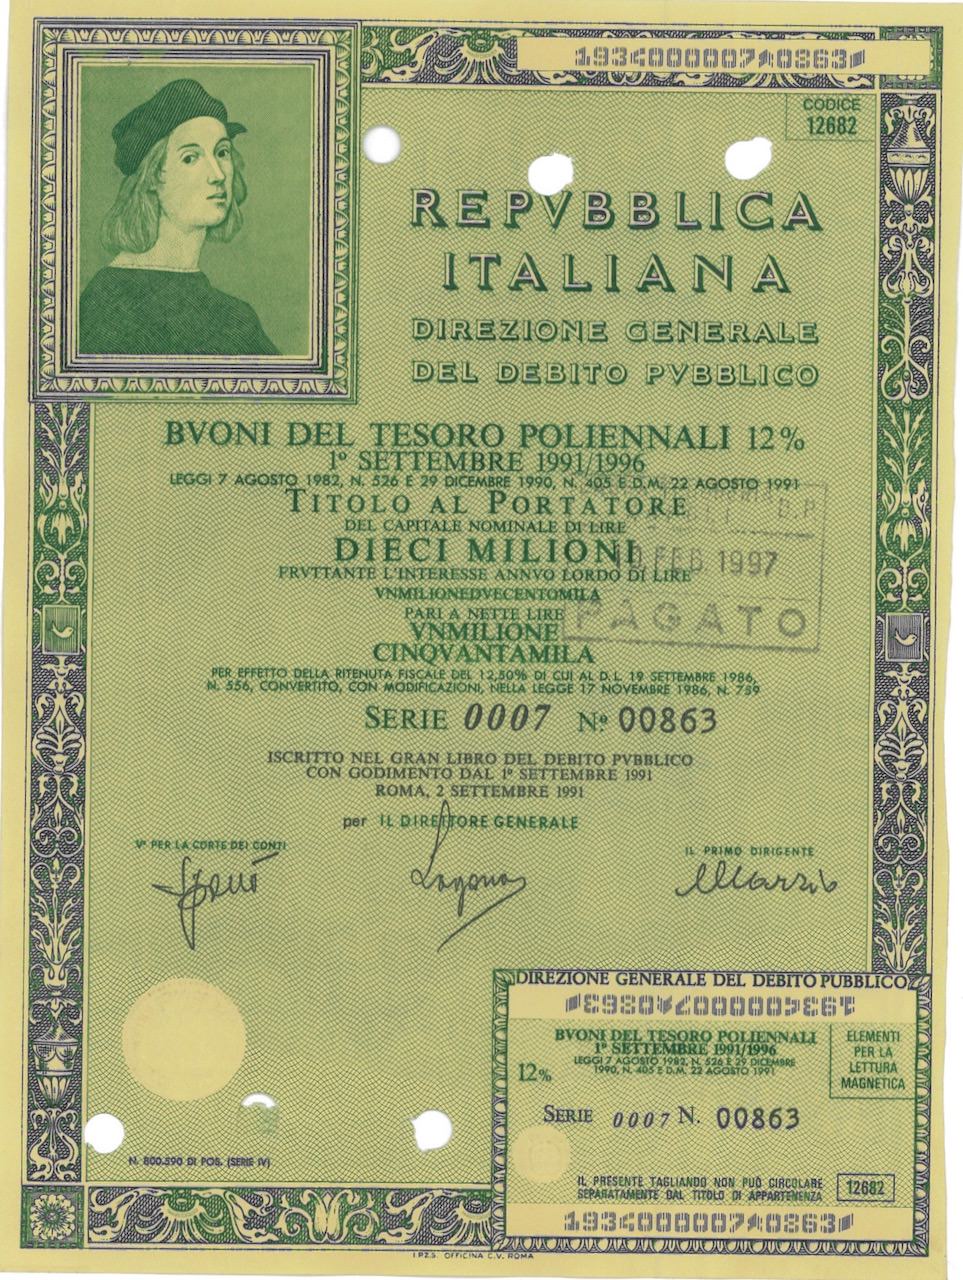 193<0000074086341
CODICE
12682
REPVBBLICA
ITALIANA
DIREZIONE GENERALE
DEL DEBITO PVBBLICO
BVONI DEL TESORO POLIENNALI 12%
1º SETTEMBRE 1991/1996
LEGGI 7 AGOSTO 1982, N. 526 E 29 DICEMBRE 1990, N. 405 E D.M. 22 AGOSTO 1991
TITOLO AL PORTATORE
DEL CAPITALE NOMINALE DI LIRE
DIECI MILIONI
FRVTTANTE L'INTERESSE ANNVO LORDO DI LIRE
VNMILIONEDVECENTOMILA
PARI A NETTE LIRE
VNMILIONE
CINQVANTAMILA
D.P
FEB 1997
PAGATO
PER EFFETTO DELLA RITENUTA FISCALE DEL 12,50% DI CUI AL D.L. 19 SETTEMBRE 1986,
N. 556, CONVERTITO, CON MODIFICAZIONI, NELLA LEGGE 17 NOVEMBRE 1986, N. 759
SERIE 0007 Nº 00863
ISCRITTO NEL GRAN LIBRO DEL DEBITO PVBBLICO
CON GODIMENTO DAL 1º SETTEMBRE 1991
ROMA, 2 SETTEMBRE 1991
per IL DIRETTORE GENERALE
Vº PER LA CORTE DEI CONTI
IL PRIMO DIRIGENTE
DIREZIONE GENERALE DEL DEBITO PUBBLICO
BVONI DEL TESORO POLIENNALI
1º SETTEMBRE 1991/1996
LEGGI 7 AGOSTO 1982, N. 526 E 29 DICEMBRE
1990, N. 405 E D.M. 22 AGOSTO 1991
12%
ELEMENTI
PER LA
LETTURA
MAGNETICA
SERIE 0007 N. 00863
IL PRESENTE TAGLIANDO NON PUÒ CIRCOLARE
SEPARATAMENTE DAL TITOLO DI APPARTENENZA
12682
N. 800.590 DI POS. (SERIE IV)
I.P.Z.S. OFFICINA C.V. ROMA